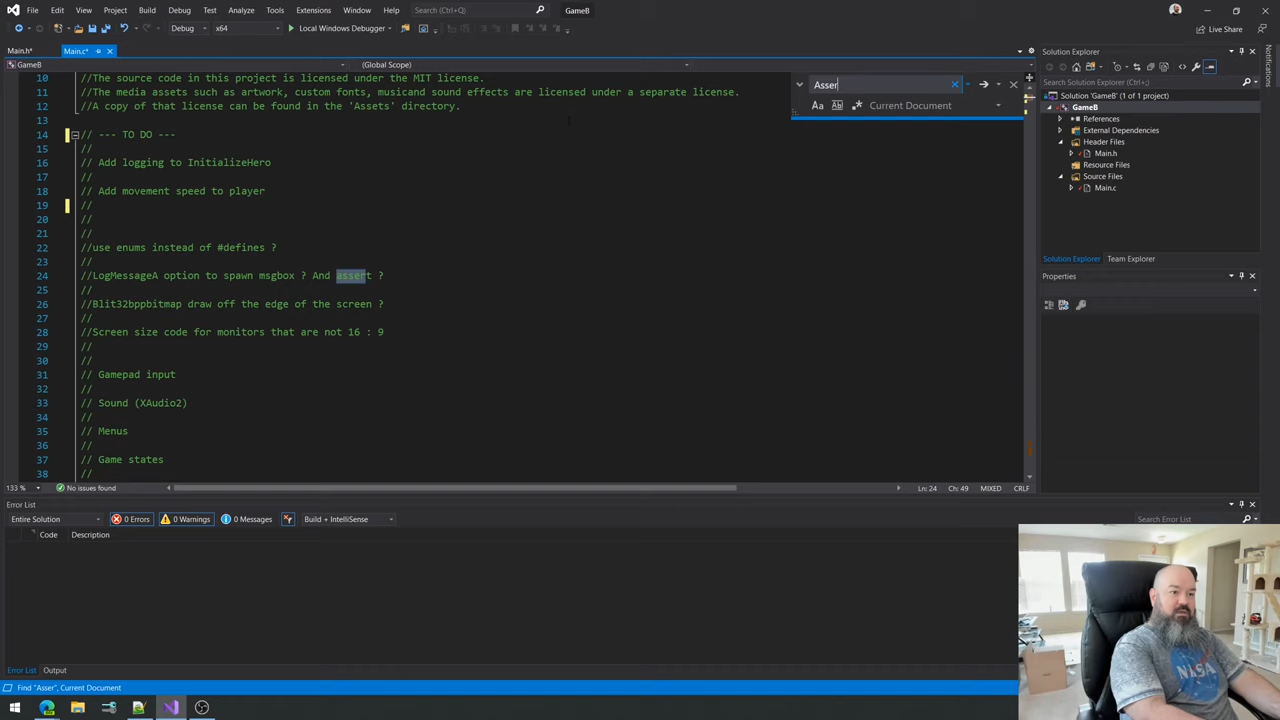 File Edit View Git Project Build Debug Test Analyze Tools Extensions Window Help Search (Ctrl+Q) GameB
Debug x64 Local Windows Debugger Live Share
Main.h* Main.c*
GameB (Global Scope)
10 //The source code in this project is licensed under the MIT license.
11 //The media assets such as artwork, custom fonts, musicand sound effects are licensed under a separate license.
12 //A copy of that license can be found in the 'Assets' directory.
13
14 // --- TO DO ---
15 //
16 // Add logging to InitializeHero
17 //
18 // Add movement speed to player
19 //
20 //
21 //
22 //use enums instead of #defines ?
23 //
24 //LogMessageA option to spawn msgbox ? And assert ?
25 //
26 //Blit32bppbitmap draw off the edge of the screen ?
27 //
28 //Screen size code for monitors that are not 16 : 9
29 //
30 //
31 // Gamepad input
32 //
33 // Sound (XAudio2)
34 //
35 // Menus
36 //
37 // Game states
38 //
Asser
Aa Ab Current Document
133 % No issues found Ln: 24 Ch: 49 MIXED CRLF
Solution Explorer
Search Solution Explorer (Ctrl+;)
Solution 'GameB' (1 of 1 project)
GameB
References
External Dependencies
Header Files
Main.h
Resource Files
Source Files
Main.c
Solution Explorer Team Explorer
Properties
Notifications
Error List
Entire Solution 0 Errors 0 Warnings 0 Messages Build + IntelliSense Search Error List
Code Description
Error List Output
Find "Asser", Current Document
NASA